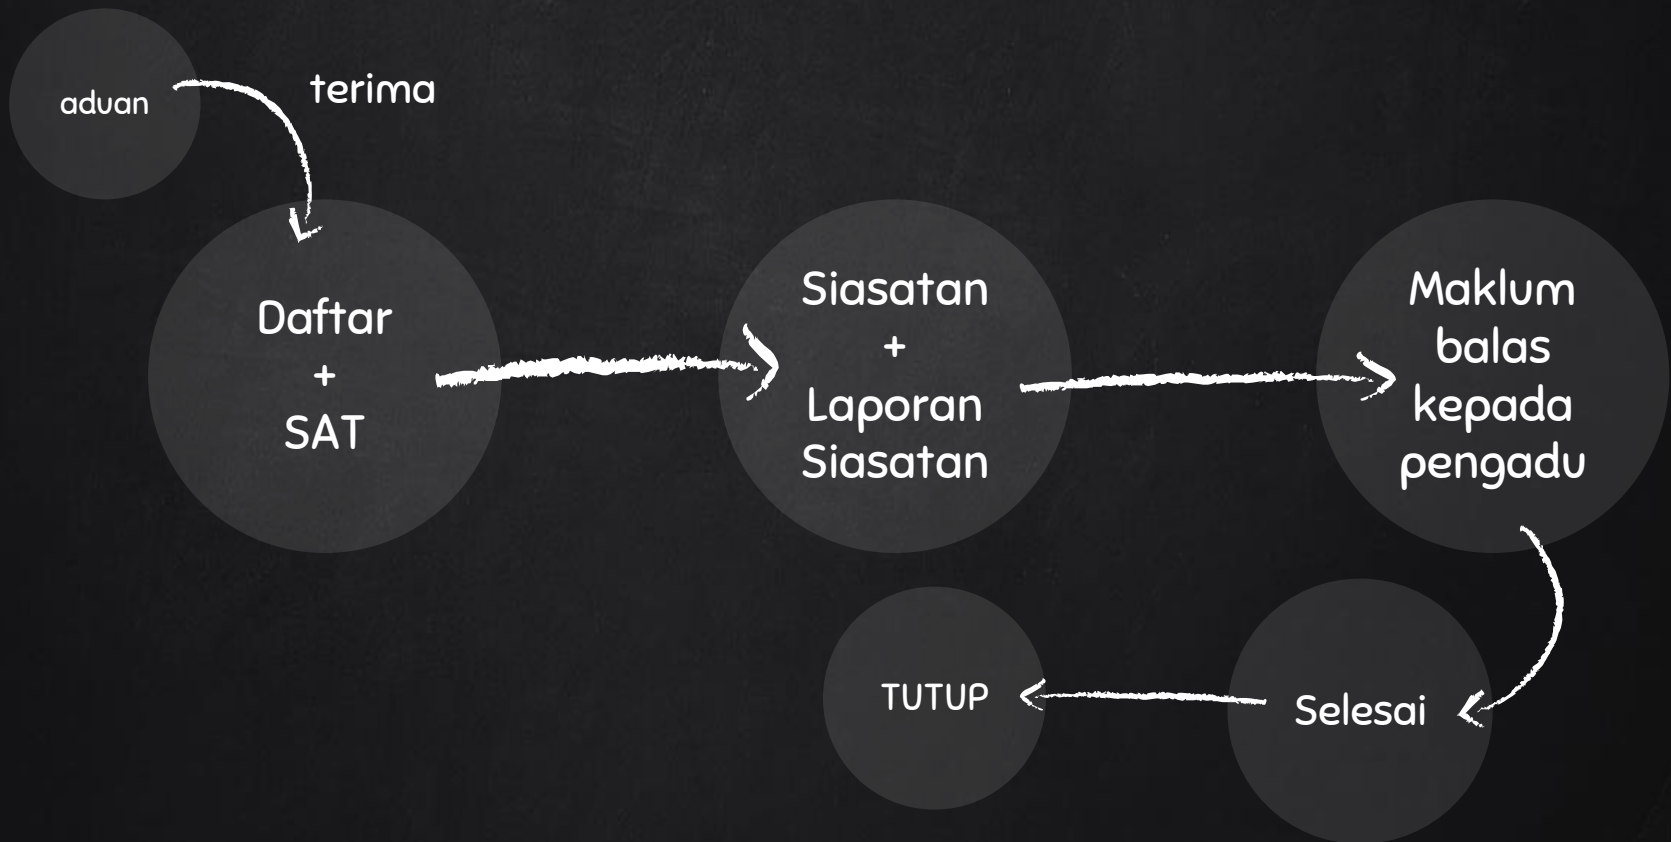 aduan
terima
Daftar
+
SAT
Siasatan
+
Laporan
Siasatan
Maklum
balas
kepada
pengadu
Selesai
TUTUP